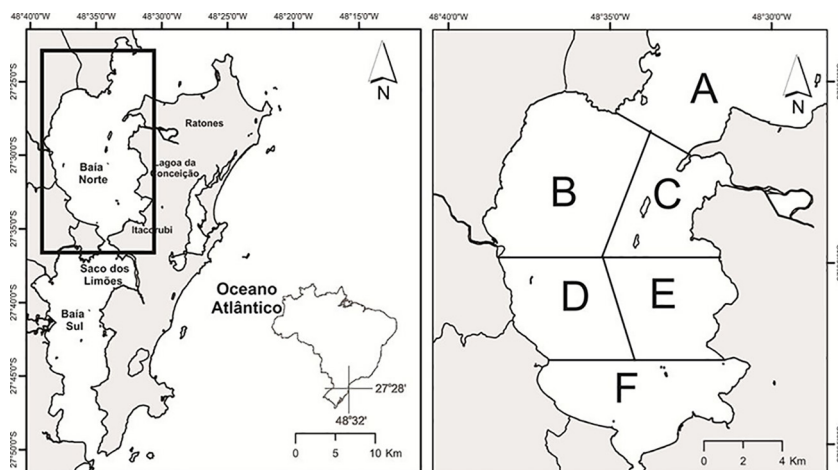 48°40'0"W 48°35'0"W 48°30'0"W 48°25'0"W 48°20'0"W 48°15'0"W
27°25'0"S
27°30'0"S
27°35'0"S
27°40'0"S
27°45'0"S
27°50'0"S
N
Ratones
Baía
Norte
Lagoa da
Conceição
Itacorubi
Saco dos
Limões
Baía
Sul
Oceano
Atlântico
27°28'
48°32'
0 5 10 Km
48°40'0"W 48°35'0"W 48°30'0"W
A
N
B
C
D
E
F
0 2 4 Km